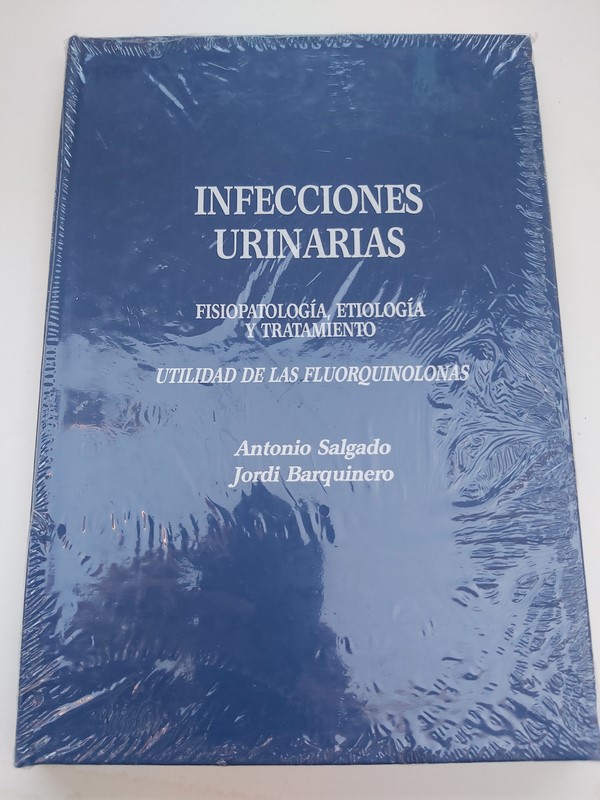 INFECCIONES
URINARIAS
FISIOPATOLOGÍA, ETIOLOGÍA
Y TRATAMIENTO
UTILIDAD DE LAS FLUORQUINOLONAS
Antonio Salgado
Jordi Barquinero